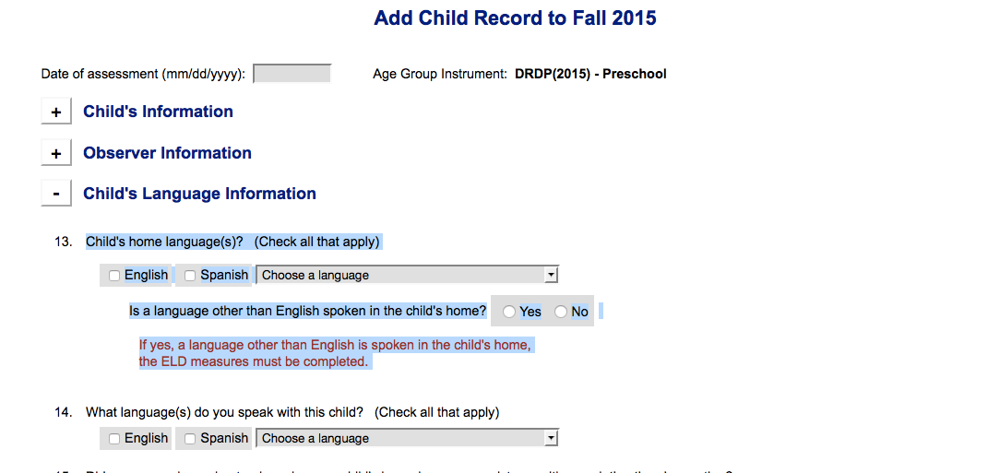 Add Child Record to Fall 2015
Date of assessment (mm/dd/yyyy): Age Group Instrument: DRDP(2015) - Preschool
+ Child's Information
+ Observer Information
- Child's Language Information
13. Child's home language(s)? (Check all that apply)
English Spanish Choose a language
Is a language other than English spoken in the child's home? Yes No
If yes, a language other than English is spoken in the child's home,
the ELD measures must be completed.
14. What language(s) do you speak with this child? (Check all that apply)
English Spanish Choose a language